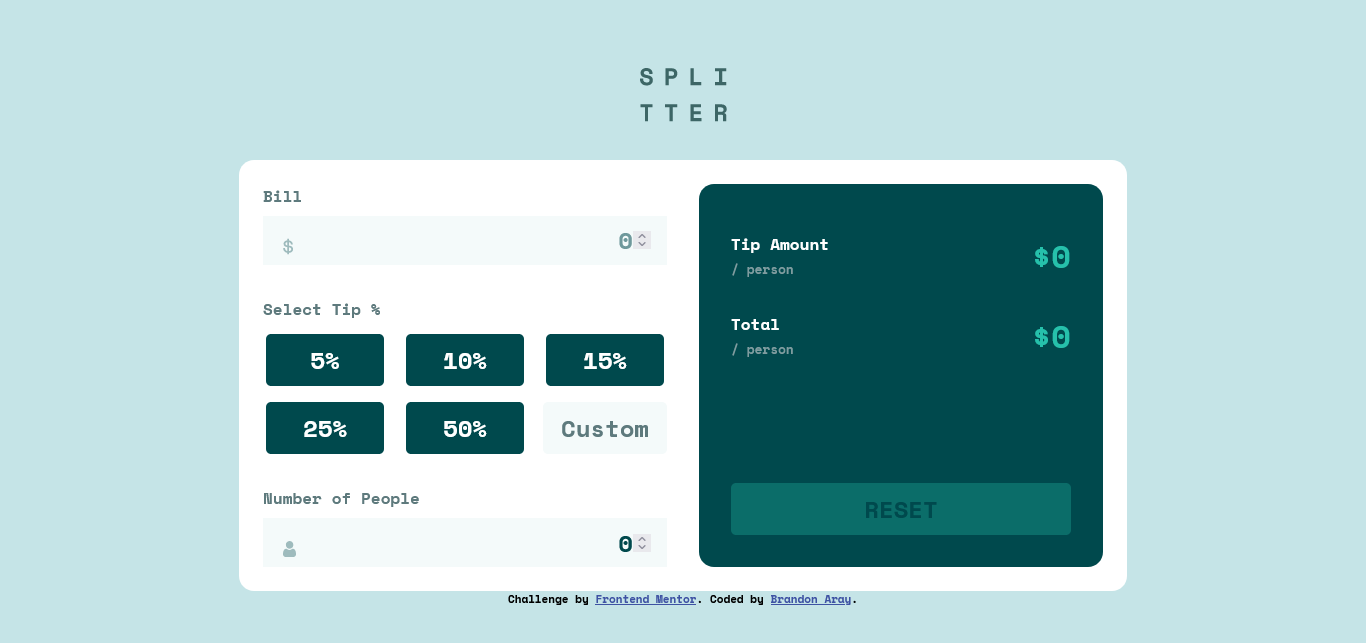 SPLI
TTER
Bill
$ 0
Select Tip %
5% 10% 15%
25% 50% Custom
Number of People
0
Tip Amount
/ person
$0
Total
/ person
$0
RESET
Challenge by Frontend Mentor. Coded by Brandon Aray.